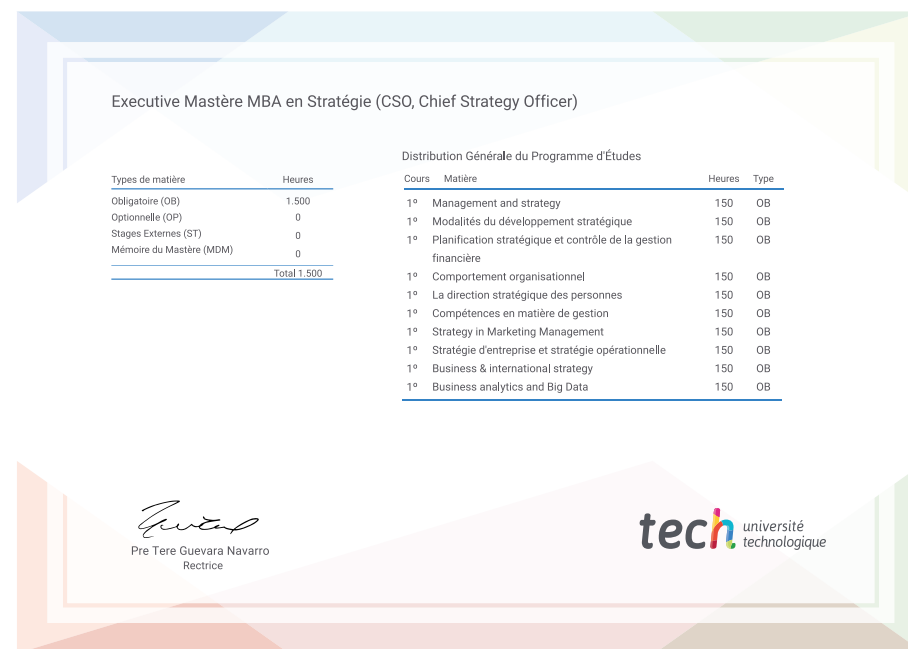 Executive Mastère MBA en Stratégie (CSO, Chief Strategy Officer)
Types de matière Heures
Obligatoire (OB) 1.500
Optionnelle (OP) 0
Stages Externes (ST) 0
Mémoire du Mastère (MDM) 0
Total 1.500
Distribution Générale du Programme d'Études
Cours Matière Heures Type
1º Management and strategy 150 OB
1º Modalités du développement stratégique 150 OB
1º Planification stratégique et contrôle de la gestion 150 OB
financière
1º Comportement organisationnel 150 OB
1º La direction stratégique des personnes 150 OB
1º Compétences en matière de gestion 150 OB
1º Strategy in Marketing Management 150 OB
1º Stratégie d'entreprise et stratégie opérationnelle 150 OB
1º Business & international strategy 150 OB
1º Business analytics and Big Data 150 OB
Pre Tere Guevara Navarro
Rectrice
tech université
technologique